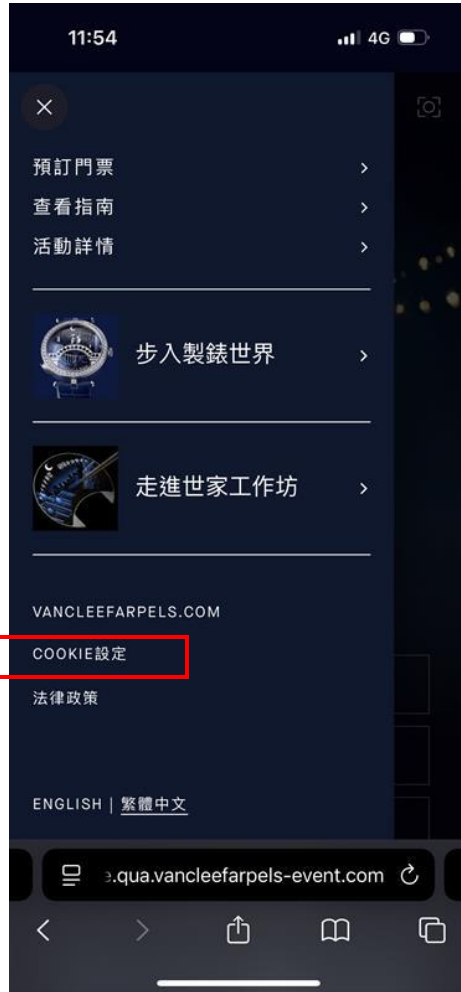 11:54
4G
預訂門票
查看指南
活動詳情
步入製錶世界
走進世家工作坊
VANCLEEFARPELS.COM
COOKIE設定
法律政策
ENGLISH | 繁體中文
.qua.vancleefarpels-event.com